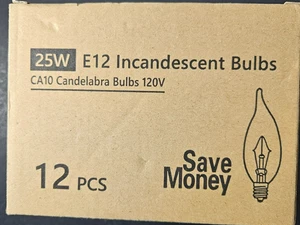 25W E12 Incandescent Bulbs
CA10 Candelabra Bulbs 120V
Save
Money
12 PCS